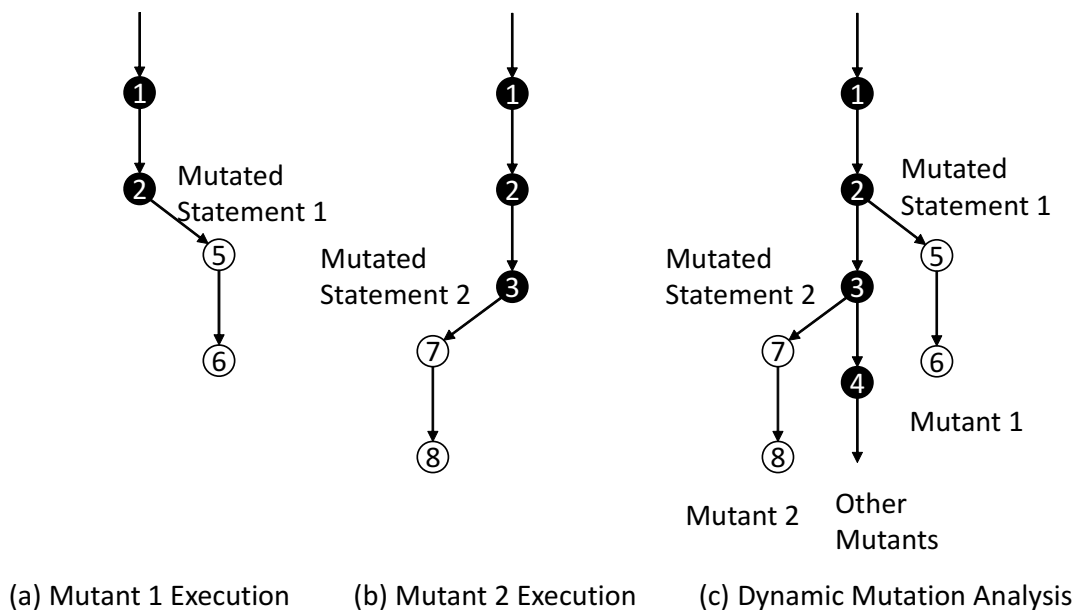 1
2
Mutated
Statement 1
5
6
1
2
Mutated
Statement 2
3
7
8
1
2
Mutated
Statement 1
5
Mutated
Statement 2
3
7
6
4
Mutant 1
8
Mutant 2
Other
Mutants
(a) Mutant 1 Execution
(b) Mutant 2 Execution
(c) Dynamic Mutation Analysis